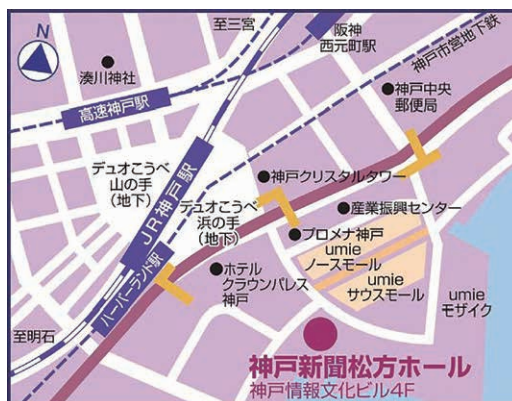 至三宮
阪神
西元町駅
N
湊川神社
神戸市営地下鉄
高速神戸駅
神戸中央
郵便局
デュオこうべ
山の手
(地下)
JR神戸駅
神戸クリスタルタワー
デュオこうべ
浜の手
(地下)
産業振興センター
プロメナ神戸
umie
ノースモール
ハーバーランド駅
ホテル
クラウンパレス
神戸
umie
サウスモール
umie
モザイク
至明石
神戸新聞松方ホール
神戸情報文化ビル4F